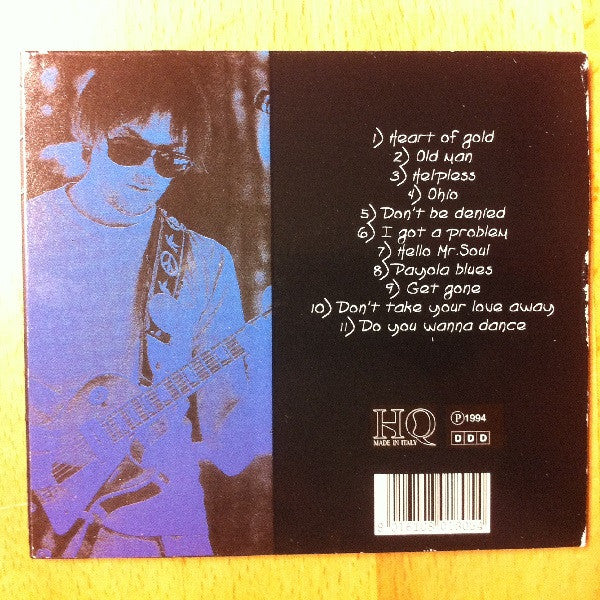 1) Heart of gold
2) Old man
3) Helpless
4) Ohio
5) Don't be denied
6) I got a problem
7) Hello Mr. Soul
8) Payola blues
9) Get gone
10) Don't take your love away
11) Do you wanna dance
HQ
MADE IN ITALY
℗1994
DDD